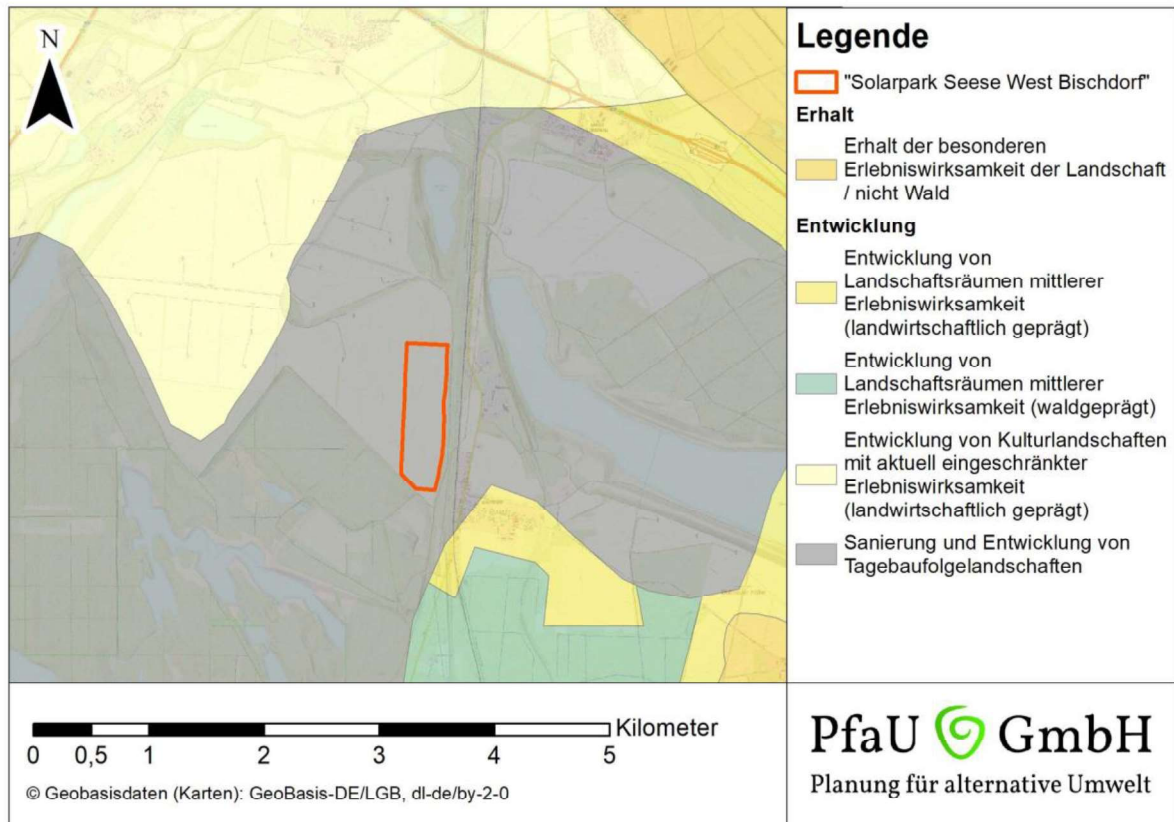 N
Legende
"Solarpark Seese West Bischdorf"
Erhalt
Erhalt der besonderen
Erlebniswirksamkeit der Landschaft
/ nicht Wald
Entwicklung
Entwicklung von
Landschaftsräumen mittlerer
Erlebniswirksamkeit
(landwirtschaftlich geprägt)
Entwicklung von
Landschaftsräumen mittlerer
Erlebniswirksamkeit (waldgeprägt)
Entwicklung von Kulturlandschaften
mit aktuell eingeschränkter
Erlebniswirksamkeit
(landwirtschaftlich geprägt)
Sanierung und Entwicklung von
Tagebaufolgelandschaften
Kilometer
0 0,5 1 2 3 4 5
© Geobasisdaten (Karten): GeoBasis-DE/LGB, dl-de/by-2-0
PfaU GmbH
Planung für alternative Umwelt